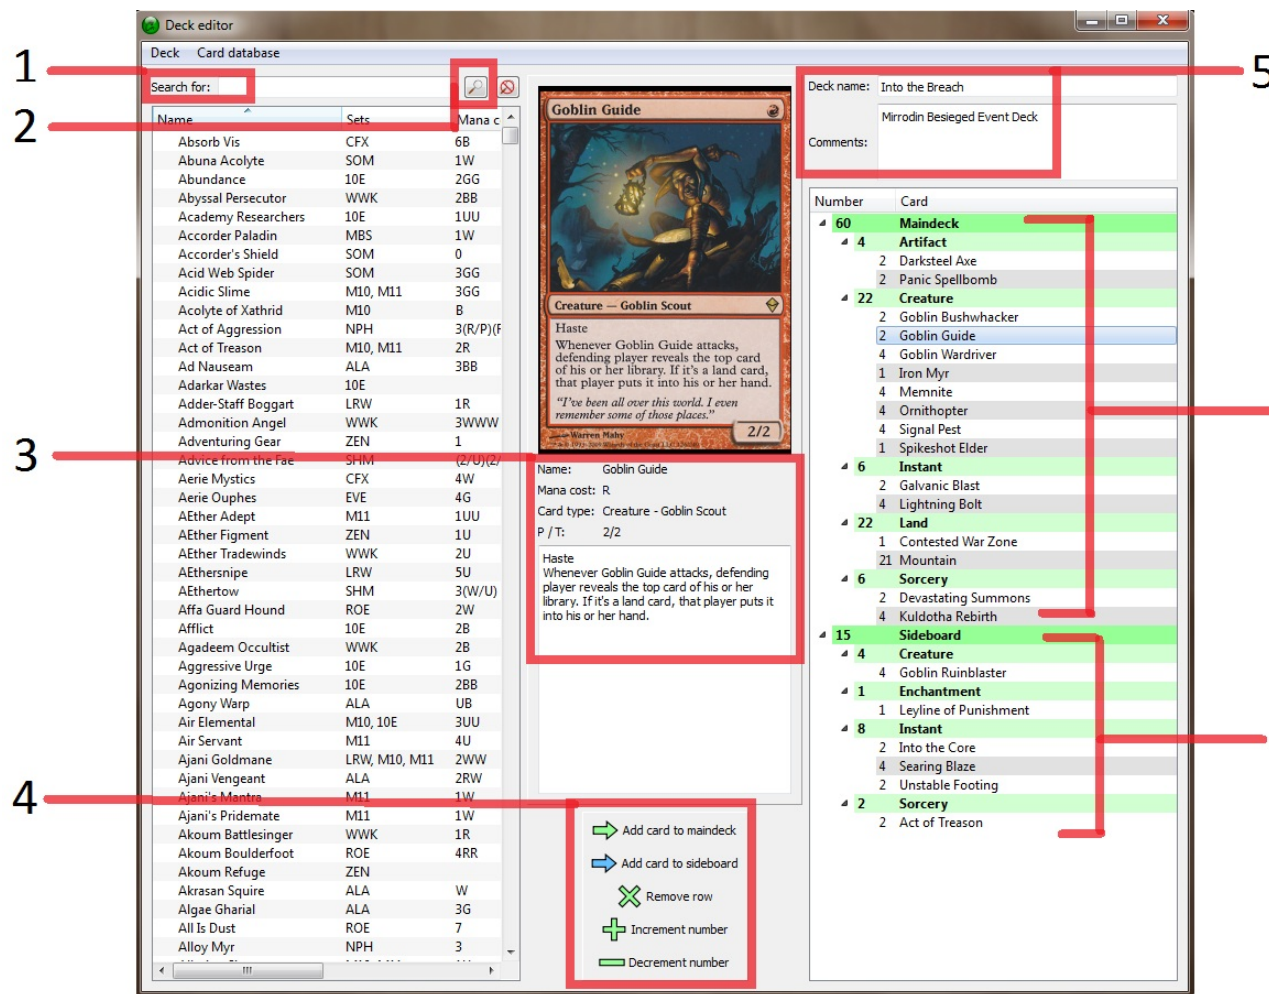 Deck editor
Deck Card database
1
Search for:
2
Name Sets Mana c
Absorb Vis CFX 6B
Abuna Acolyte SOM 1W
Abundance 10E 2GG
Abyssal Persecutor WWK 2BB
Academy Researchers 10E 1UU
Accorder Paladin MBS 1W
Accorder's Shield SOM 0
Acid Web Spider SOM 3GG
Acidic Slime M10, M11 3GG
Acolyte of Xathrid M10 B
Act of Aggression NPH 3(R/P)(F
Act of Treason M10, M11 2R
Ad Nauseam ALA 3BB
Adarkar Wastes 10E
Adder-Staff Boggart LRW 1R
Admonition Angel WWK 3WWW
Adventuring Gear ZEN 1
3
Advice from the Fae SHM (2/U)(2/
Aerie Mystics CFX 4W
Aerie Ouphes EVE 4G
AEther Adept M11 1UU
AEther Figment ZEN 1U
AEther Tradewinds WWK 2U
AEthersnipe LRW 5U
AEthertow SHM 3(W/U)
Affa Guard Hound ROE 2W
Afflict 10E 2B
Agadeem Occultist WWK 2B
Aggressive Urge 10E 1G
Agonizing Memories 10E 2BB
Agony Warp ALA UB
Air Elemental M10, 10E 3UU
Air Servant M11 4U
Ajani Goldmane LRW, M10, M11 2WW
Ajani Vengeant ALA 2RW
4
Ajani's Mantra M11 1W
Ajani's Pridemate M11 1W
Akoum Battlesinger WWK 1R
Akoum Boulderfoot ROE 4RR
Akoum Refuge ZEN
Akrasan Squire ALA W
Algae Gharial ALA 3G
All Is Dust ROE 7
Alloy Myr NPH 3
Goblin Guide
Creature — Goblin Scout
Haste
Whenever Goblin Guide attacks,
defending player reveals the top card
of his or her library. If it's a land card,
that player puts it into his or her hand.
"I've been all over this world. I even
remember some of those places."
Warren Mahy
2/2
Name: Goblin Guide
Mana cost: R
Card type: Creature - Goblin Scout
P / T: 2/2
Haste
Whenever Goblin Guide attacks, defending
player reveals the top card of his or her
library. If it's a land card, that player puts it
into his or her hand.
Add card to maindeck
Add card to sideboard
Remove row
Increment number
Decrement number
5
Deck name: Into the Breach
Comments: Mirrodin Besieged Event Deck
Number Card
60 Maindeck
4 Artifact
2 Darksteel Axe
2 Panic Spellbomb
22 Creature
2 Goblin Bushwhacker
2 Goblin Guide
4 Goblin Wardriver
1 Iron Myr
4 Memnite
4 Ornithopter
4 Signal Pest
1 Spikeshot Elder
6 Instant
2 Galvanic Blast
4 Lightning Bolt
22 Land
1 Contested War Zone
21 Mountain
6 Sorcery
2 Devastating Summons
4 Kuldotha Rebirth
15 Sideboard
4 Creature
4 Goblin Ruinblaster
1 Enchantment
1 Leyline of Punishment
8 Instant
2 Into the Core
4 Searing Blaze
2 Unstable Footing
2 Sorcery
2 Act of Treason